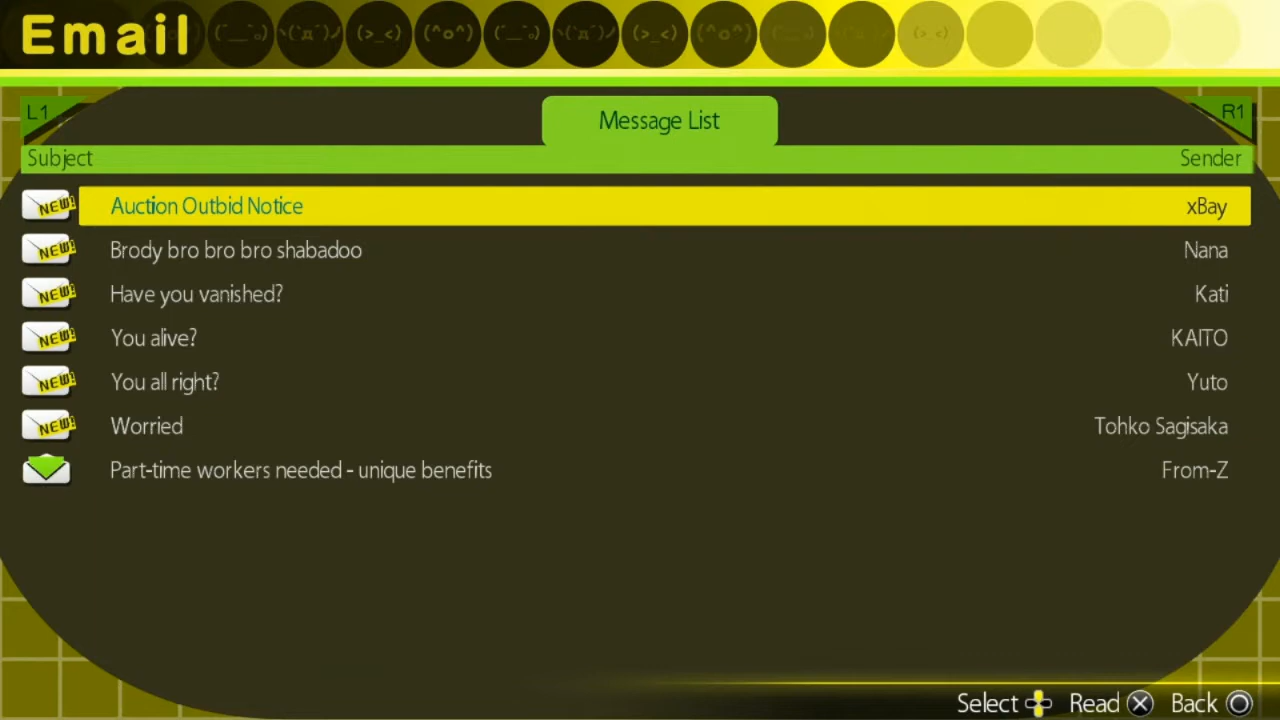 Email
L1
Message List
R1
Subject Sender
NEW! Auction Outbid Notice xBay
NEW! Brody bro bro bro shabadoo Nana
NEW! Have you vanished? Kati
NEW! You alive? KAITO
NEW! You all right? Yuto
NEW! Worried Tohko Sagisaka
Part-time workers needed - unique benefits From-Z
Select Read Back